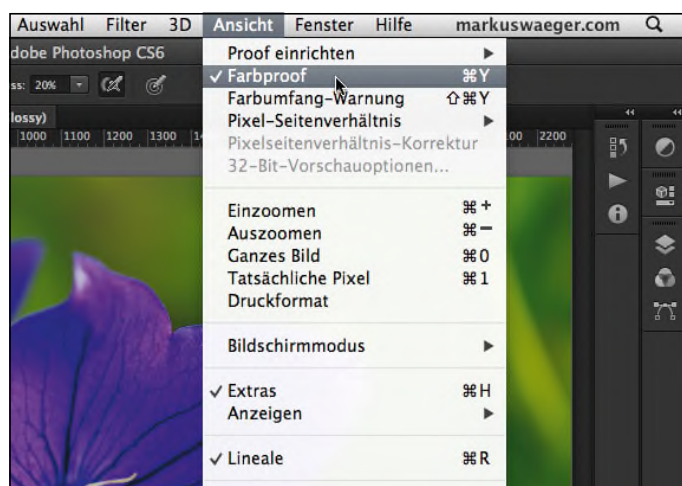 Auswahl Filter 3D Ansicht Fenster Hilfe markuswaeger.com
dobe Photoshop CS6
ss: 20%
lossy)
1000 1100 1200 1300 2200
Proof einrichten
✓ Farbproof ⌘Y
Farbumfang-Warnung ⇧⌘Y
Pixel-Seitenverhältnis
Pixelseitenverhältnis-Korrektur
32-Bit-Vorschauoptionen...
Einzoomen ⌘+
Auszoomen ⌘−
Ganzes Bild ⌘0
Tatsächliche Pixel ⌘1
Druckformat
Bildschirmmodus
✓ Extras ⌘H
Anzeigen
✓ Lineale ⌘R